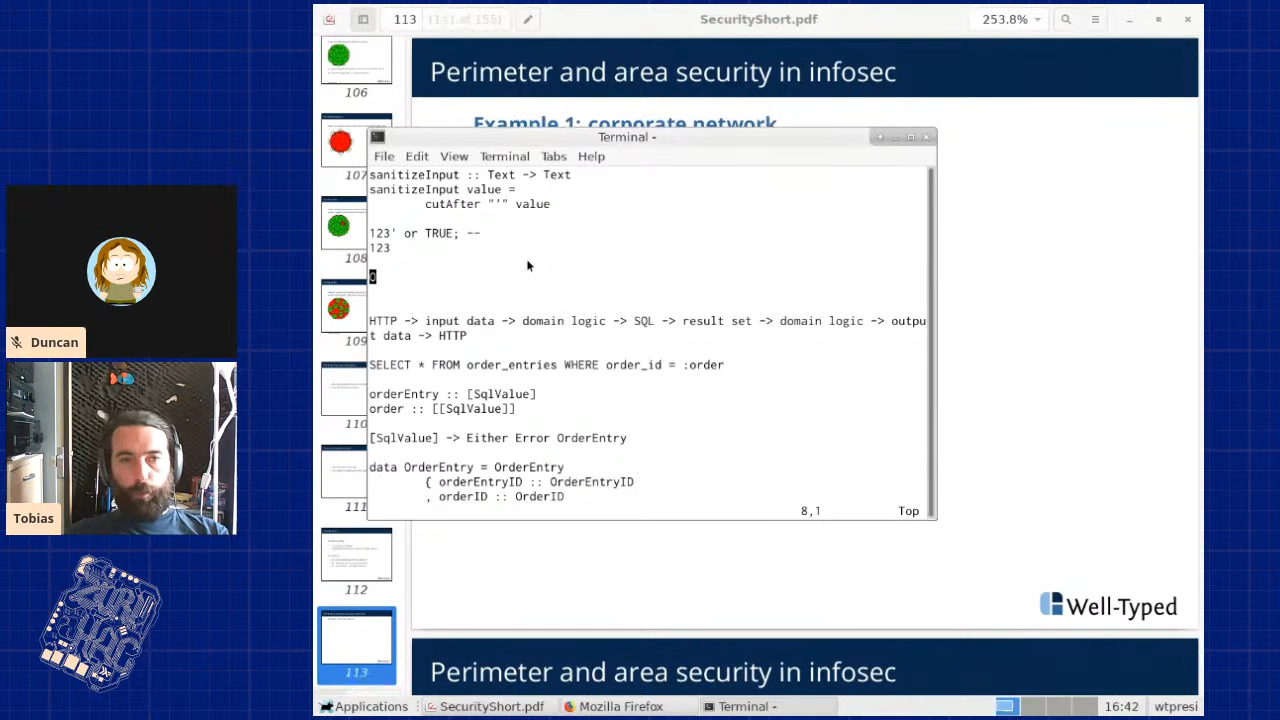 113
(141 of 155)
SecurityShort.pdf
253.8%
Perimeter and area security in infosec
Example 1: corporate network
106
107
108
109
110
111
112
113
Terminal -
File Edit View Terminal Tabs Help
sanitizeInput :: Text -> Text
sanitizeInput value =
cutAfter "'" value
123' or TRUE; --
123
HTTP -> input data -> domain logic -> SQL -> result set -> domain logic -> outpu
t data -> HTTP
SELECT * FROM order_entries WHERE order_id = :order
orderEntry :: [SqlValue]
order :: [[SqlValue]]
[SqlValue] -> Either Error OrderEntry
data OrderEntry = OrderEntry
{ orderEntryID :: OrderEntryID
, orderID :: OrderID
8,1 Top
Duncan
Tobias
Well-Typed
Perimeter and area security in infosec
Applications
SecurityShort.pdf
Mozilla Firefox
Terminal -
16:42
wtpresi